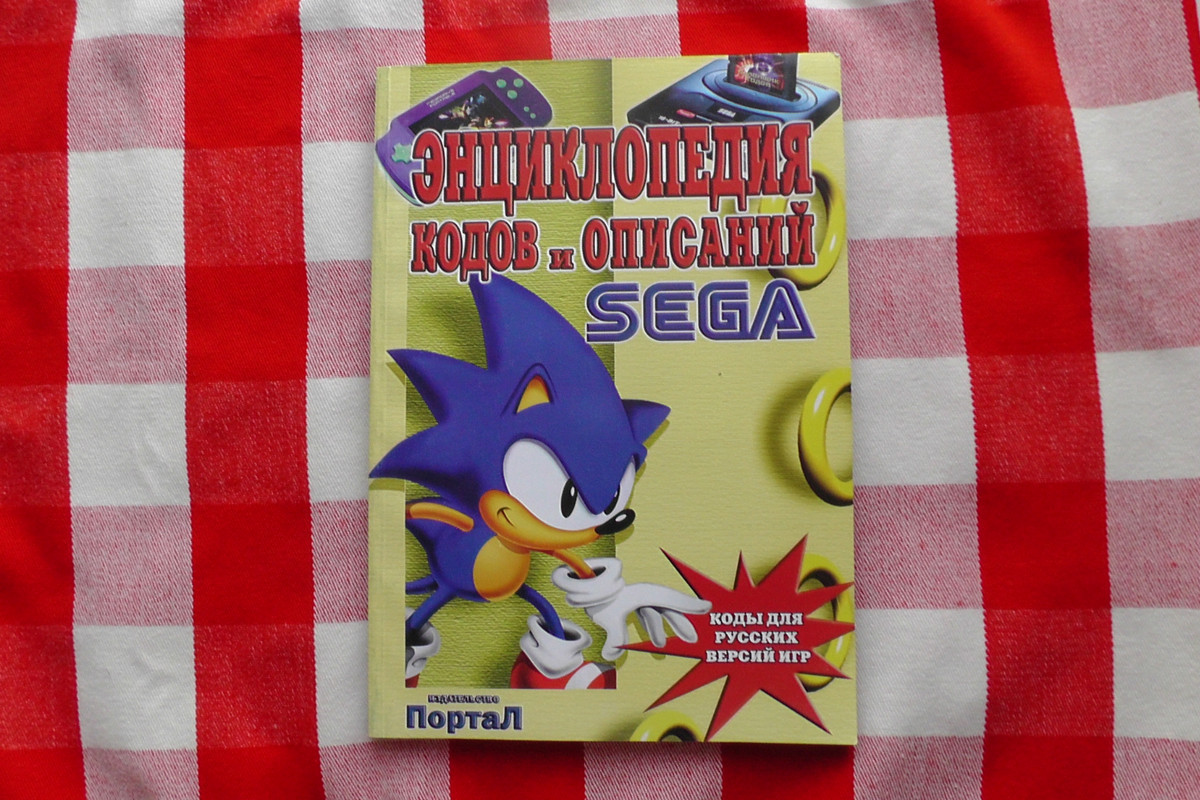 ЭНЦИКЛОПЕДИЯ
КОДОВ и ОПИСАНИЙ
SEGA
КОДЫ ДЛЯ
РУССКИХ
ВЕРСИЙ ИГР
ИЗДАТЕЛЬСТВО
ПортаЛ